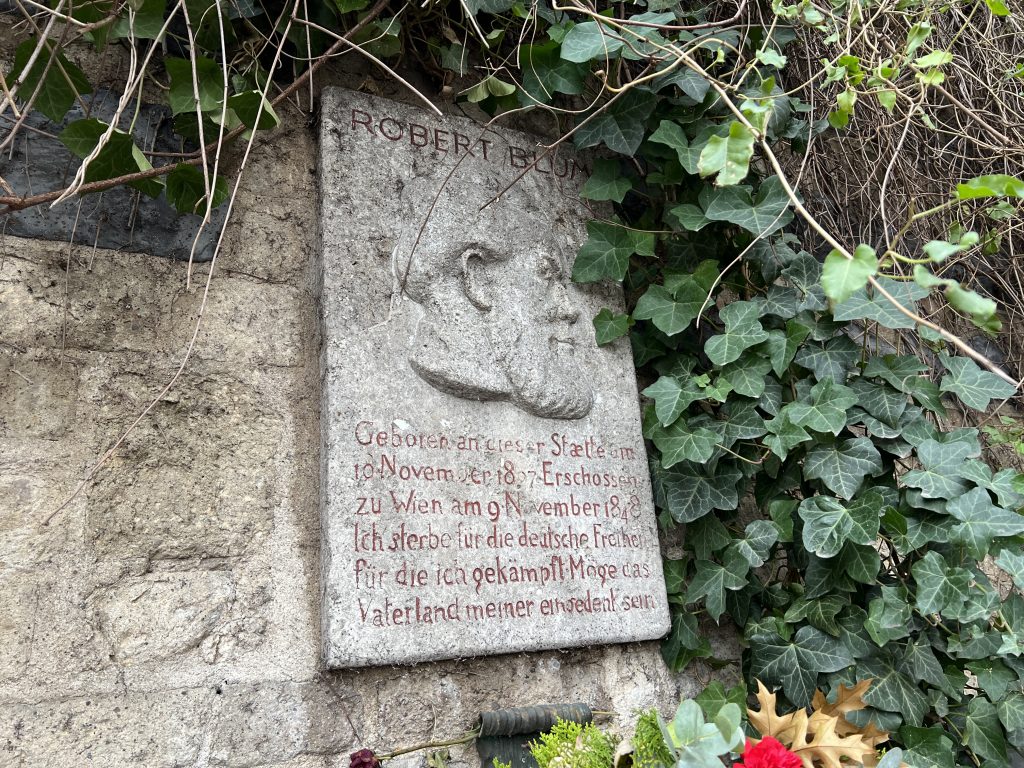 ROBERT BLUM
Geboren an dieser Stætte am
10·November 1807·Erschossen
zu Wien am 9·November 1848
Ich sterbe für die deutsche Freiheit
für die ich gekämpft Möge das
Vaterland meiner eingedenk sein